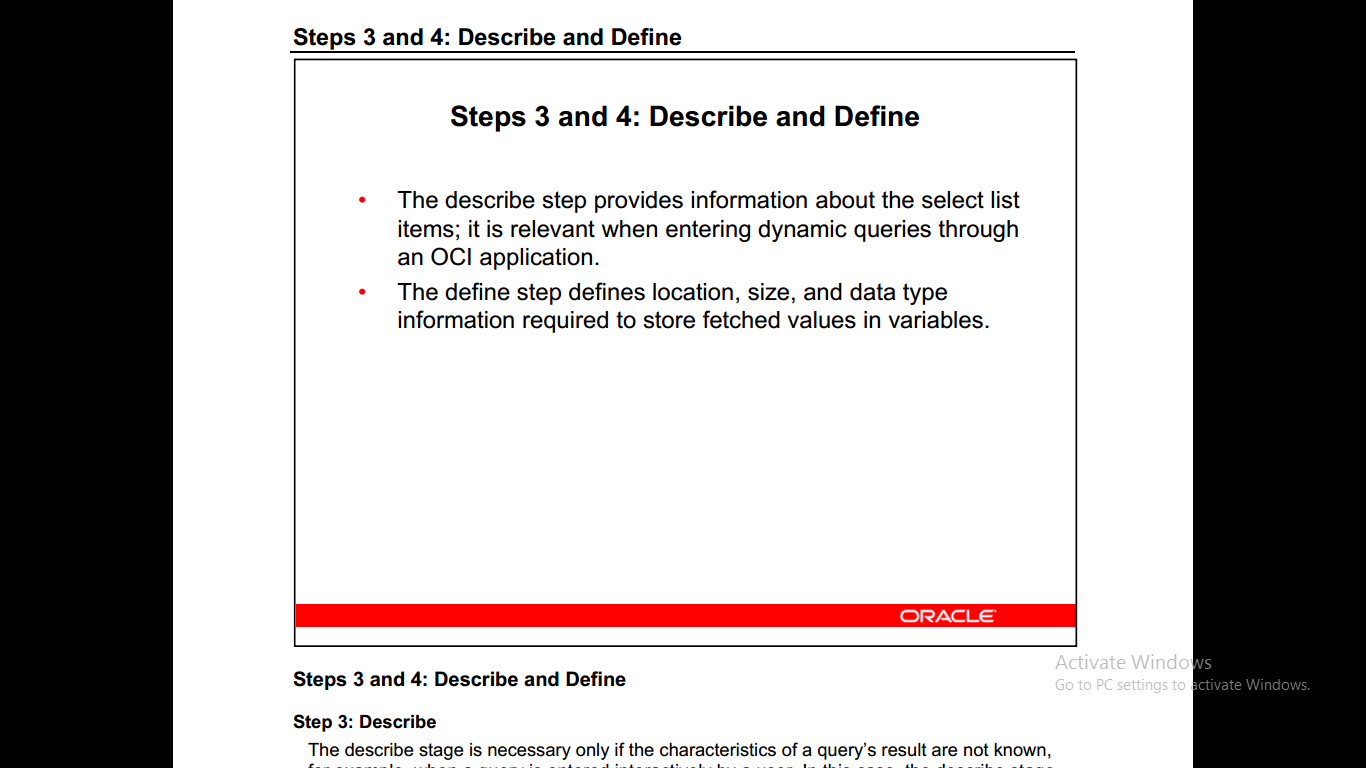 Steps 3 and 4: Describe and Define
Steps 3 and 4: Describe and Define
• The describe step provides information about the select list
items; it is relevant when entering dynamic queries through
an OCI application.
• The define step defines location, size, and data type
information required to store fetched values in variables.
ORACLE
Activate Windows
Go to PC settings to activate Windows.
Steps 3 and 4: Describe and Define
Step 3: Describe
The describe stage is necessary only if the characteristics of a query's result are not known,